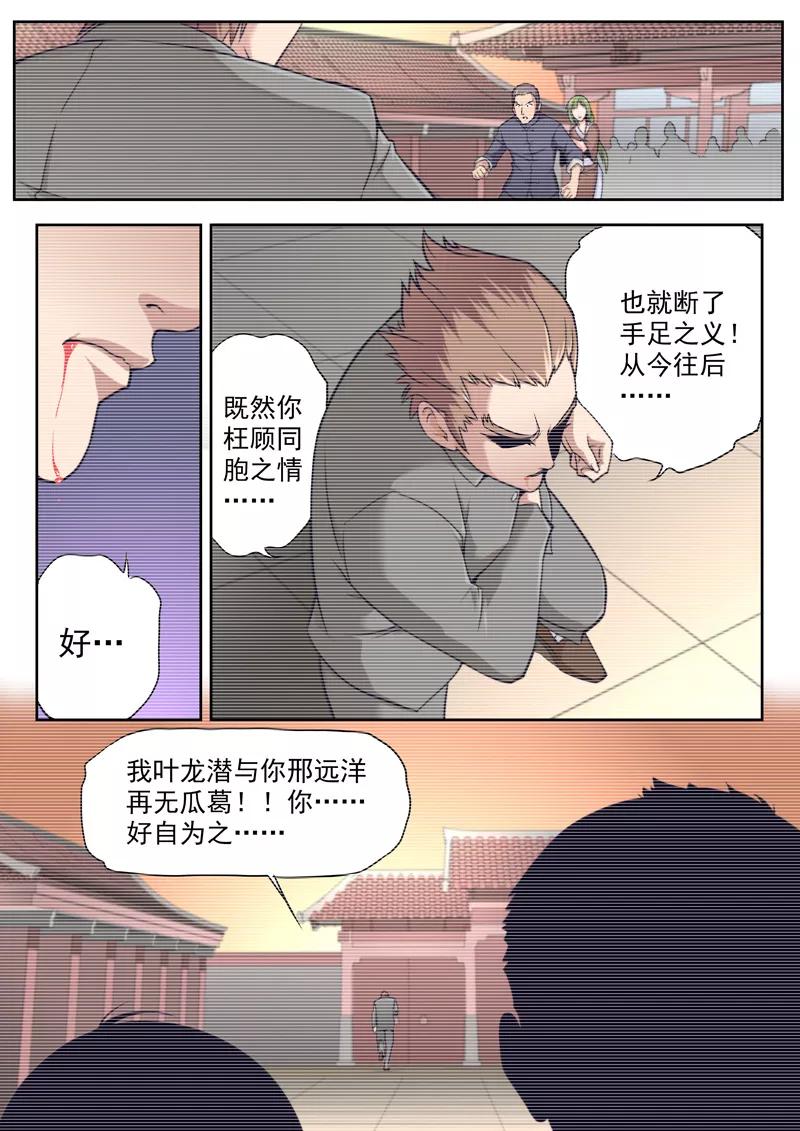 好…
既然你
枉顾同
胞之情
……
也就断了
手足之义！
从今往后
……
我叶龙潜与你邢远洋
再无瓜葛！！你……
好自为之……